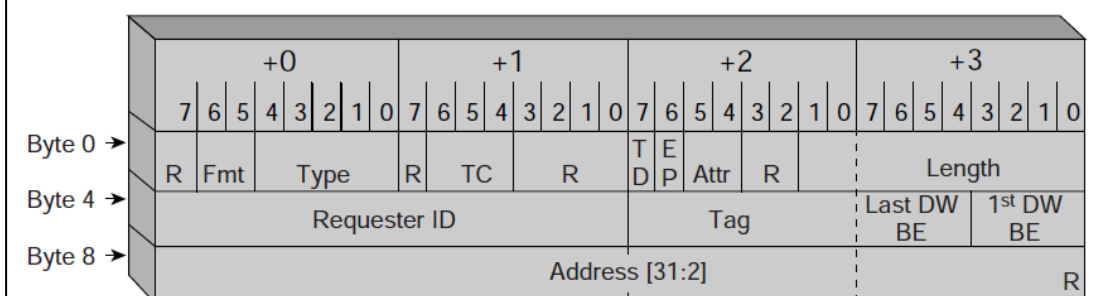 +0 +1 +2 +3
7 6 5 4 3 2 1 0 7 6 5 4 3 2 1 0 7 6 5 4 3 2 1 0 7 6 5 4 3 2 1 0
Byte 0 → R Fmt Type R TC R TD EP Attr R Length
Byte 4 → Requester ID Tag Last DW BE 1st DW BE
Byte 8 → Address [31:2] R